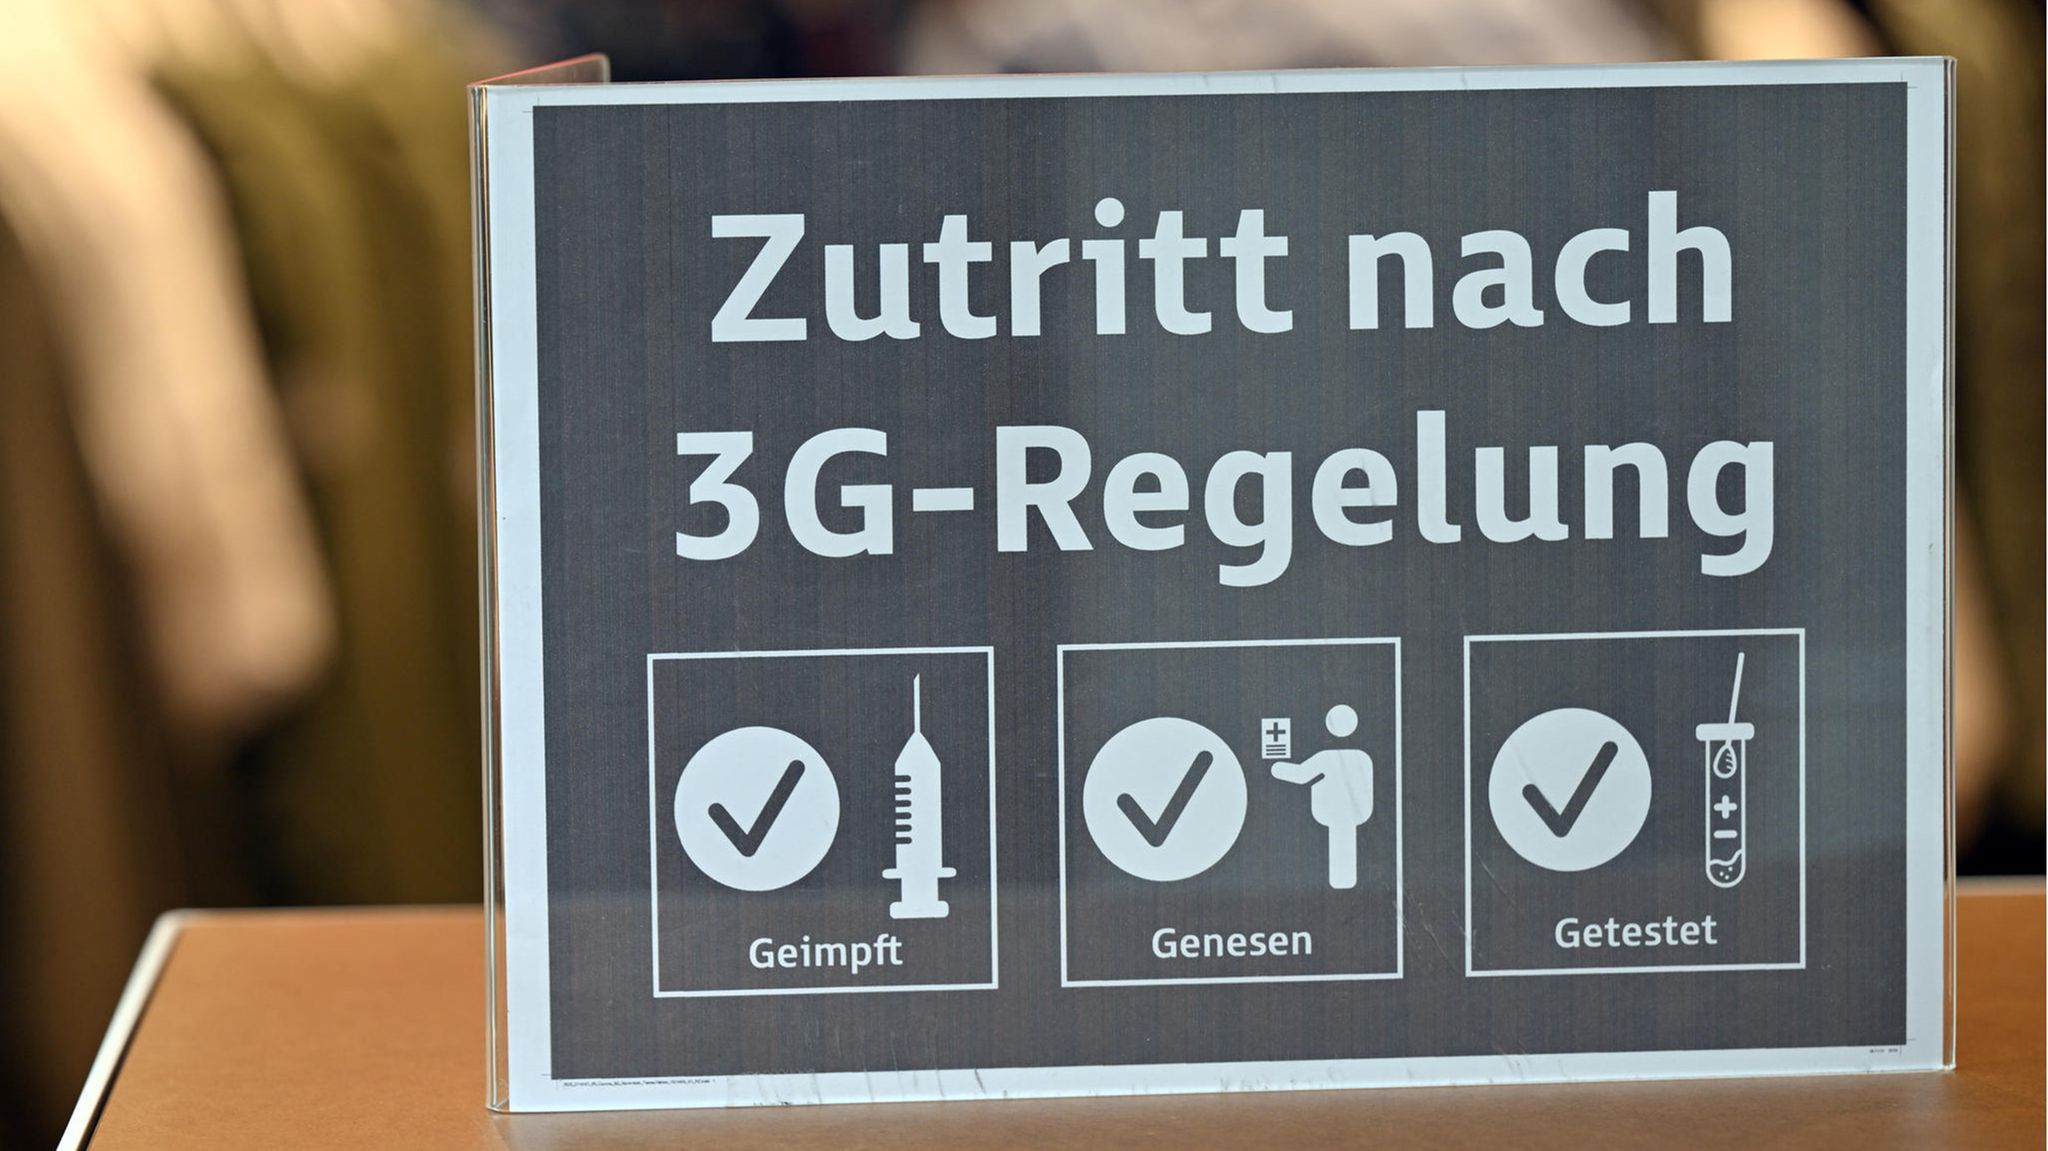 Zutritt nach
3G-Regelung
Geimpft
Genesen
Getestet